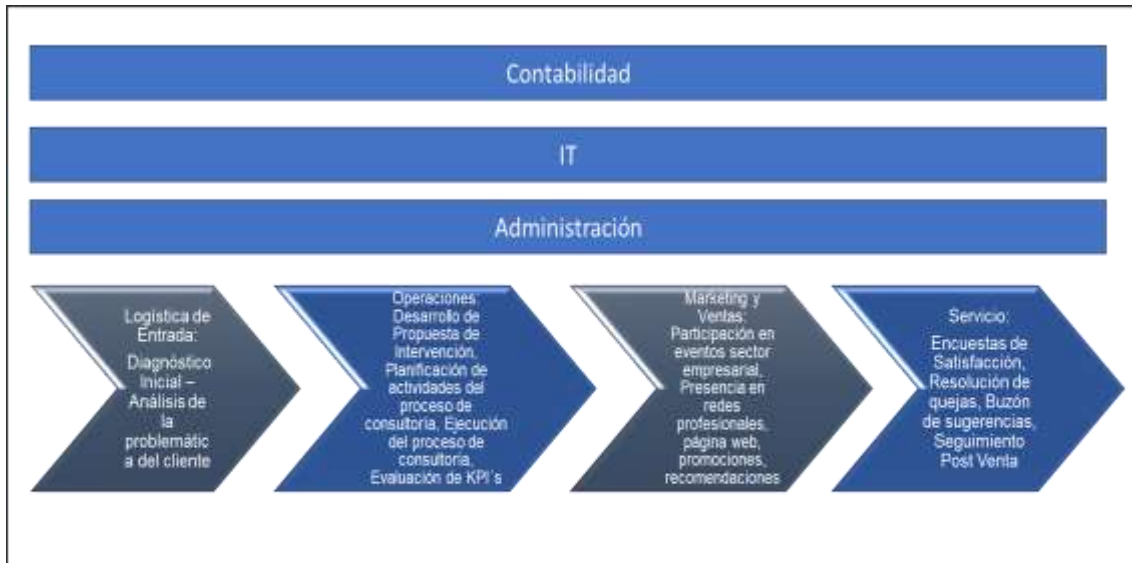 Contabilidad
IT
Administración
Logística de
Entrada:
Diagnóstico
Inicial –
Análisis de
la
problemátic
a del cliente
Operaciones:
Desarrollo de
Propuesta de
Intervención,
Planificación de
actividades del
proceso de
consultoría, Ejecución
del proceso de
consultoría,
Evaluación de KPI´s
Marketing y
Ventas:
Participación en
eventos sector
empresarial,
Presencia en
redes
profesionales,
página web,
promociones,
recomendaciones
Servicio:
Encuestas de
Satisfacción,
Resolución de
quejas, Buzón
de sugerencias,
Seguimiento
Post Venta